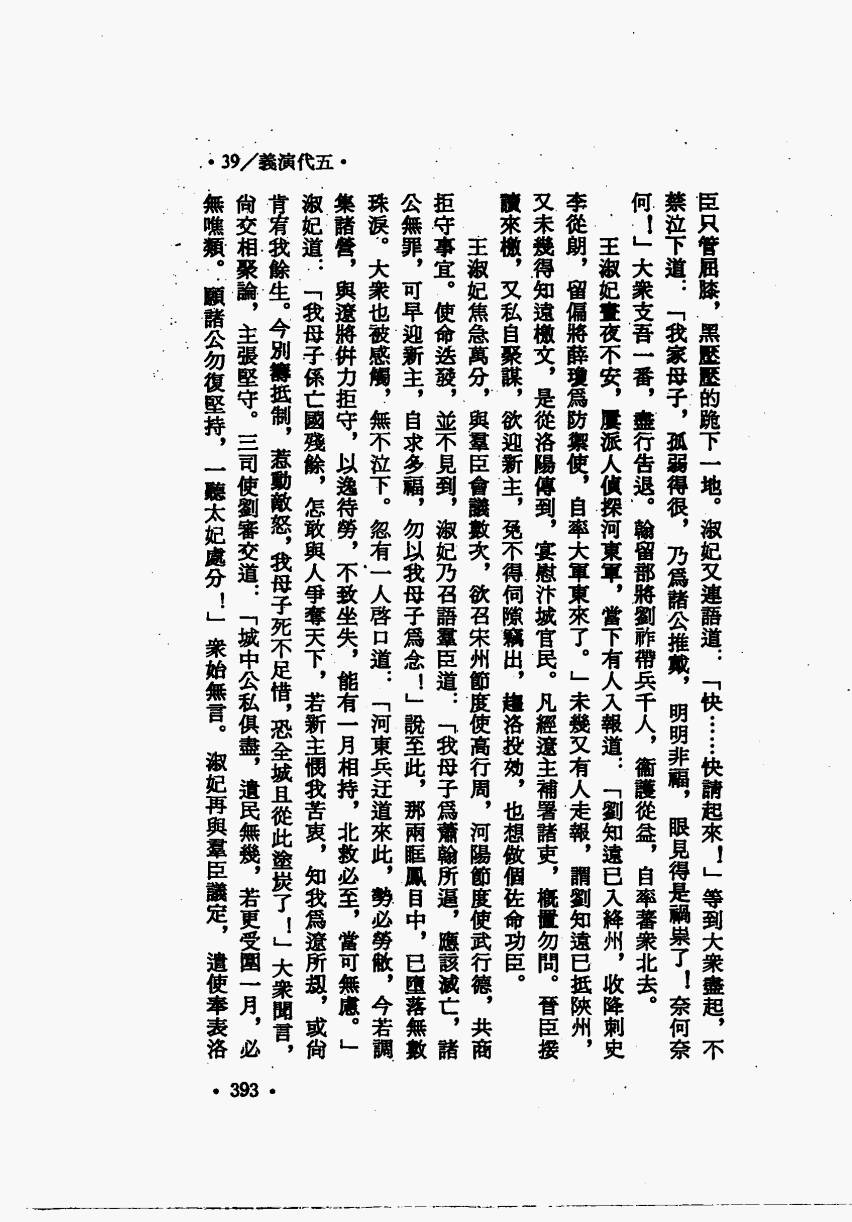 •39／義演代五•
臣只管屈膝，黑壓壓的跪下一地。淑妃又連語道：「快……快請起來！」等到大衆盡起，不
禁泣下道：「我家母子，孤弱得很，乃爲諸公推戴，明明非福，眼見得是禍祟了！奈何奈
何！」大衆支吾一番，盡行告退。翰留部將劉祚帶兵千人，衞護從益，自率蕃衆北去。
王淑妃晝夜不安，屢派人偵探河東軍，當下有人入報道：「劉知遠已入絳州，收降刺史
李從朗，留偏將薛瓊爲防禦使，自率大軍東來了。」未幾又有人走報，謂劉知遠已抵陝州，
又未幾得知遠檄文，是從洛陽傳到，宴慰汴城官民。凡經遼主補署諸吏，槪置勿問。晉臣接
讀來檄，又私自聚謀，欲迎新主，免不得伺隙竊出，趨洛投效，也想做個佐命功臣。
王淑妃焦急萬分，與羣臣會議數次，欲召宋州節度使高行周，河陽節度使武行德，共商
拒守事宜。使命迭發，並不見到，淑妃乃召語羣臣道：「我母子爲蕭翰所逼，應該滅亡，諸
公無罪，可早迎新主，自求多福，勿以我母子爲念！」說至此，那兩眶鳳目中，已墮落無數
珠淚。大衆也被感觸，無不泣下。忽有一人啓口道：「河東兵迂道來此，勢必勞敝，今若調
集諸營，與遼將倂力拒守，以逸待勞，不致坐失，能有一月相持，北救必至，當可無慮。」
淑妃道：「我母子係亡國殘餘，怎敢與人爭奪天下，若新主憫我苦衷，知我爲遼所刼，或尙
肯宥我餘生。今別籌抵制，惹動敵怒，我母子死不足惜，恐全城且從此塗炭了！」大衆聞言，
尙交相聚論，主張堅守。三司使劉審交道：「城中公私俱盡，遺民無幾，若更受圍一月，必
無噍類。願諸公勿復堅持，一聽太妃處分！」衆始無言。淑妃再與羣臣議定，遣使奉表洛
•393•